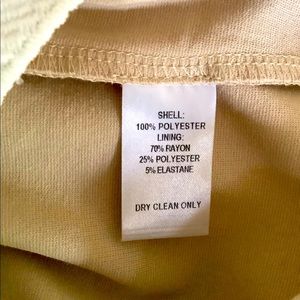 SHELL:
100% POLYESTER
LINING:
70% RAYON
25% POLYESTER
5% ELASTANE
DRY CLEAN ONLY